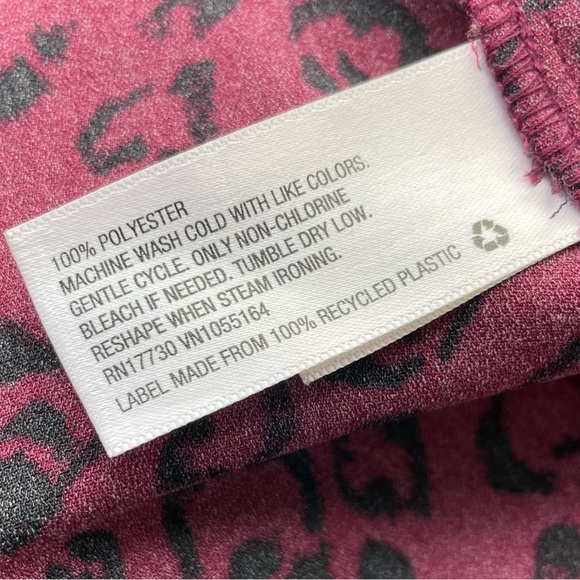 100% POLYESTER
MACHINE WASH COLD WITH LIKE COLORS.
GENTLE CYCLE. ONLY NON-CHLORINE
BLEACH IF NEEDED. TUMBLE DRY LOW.
RESHAPE WHEN STEAM IRONING.
RN17730 VN1055164
LABEL MADE FROM 100% RECYCLED PLASTIC